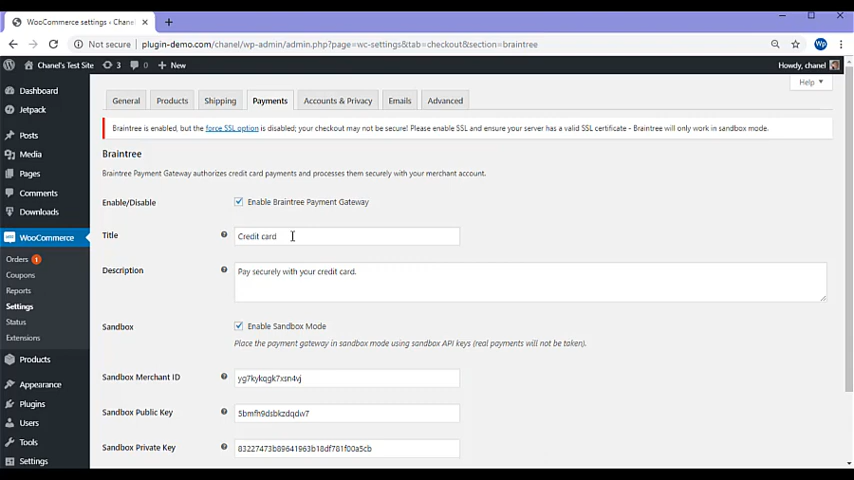 WooCommerce settings ‹ Chanel
Not secure plugin-demo.com/chanel/wp-admin/admin.php?page=wc-settings&tab=checkout&section=braintree
Wp
Chanel's Test Site 3 0 + New Howdy, chanel
Help
Dashboard
Jetpack
Posts
Media
Pages
Comments
Downloads
WooCommerce
Orders 1
Coupons
Reports
Settings
Status
Extensions
Products
Appearance
Plugins
Users
Tools
Settings
General Products Shipping Payments Accounts & Privacy Emails Advanced
Braintree is enabled, but the force SSL option is disabled; your checkout may not be secure! Please enable SSL and ensure your server has a valid SSL certificate - Braintree will only work in sandbox mode.
Braintree
Braintree Payment Gateway authorizes credit card payments and processes them securely with your merchant account.
Enable/Disable Enable Braintree Payment Gateway
Title Credit card
Description Pay securely with your credit card.
Sandbox Enable Sandbox Mode
Place the payment gateway in sandbox mode using sandbox API keys (real payments will not be taken).
Sandbox Merchant ID yg7kykqgk7xsn4vj
Sandbox Public Key 5bmfh9dsbkzdqdw7
Sandbox Private Key 83227473b89641963b18df781f00a5cb